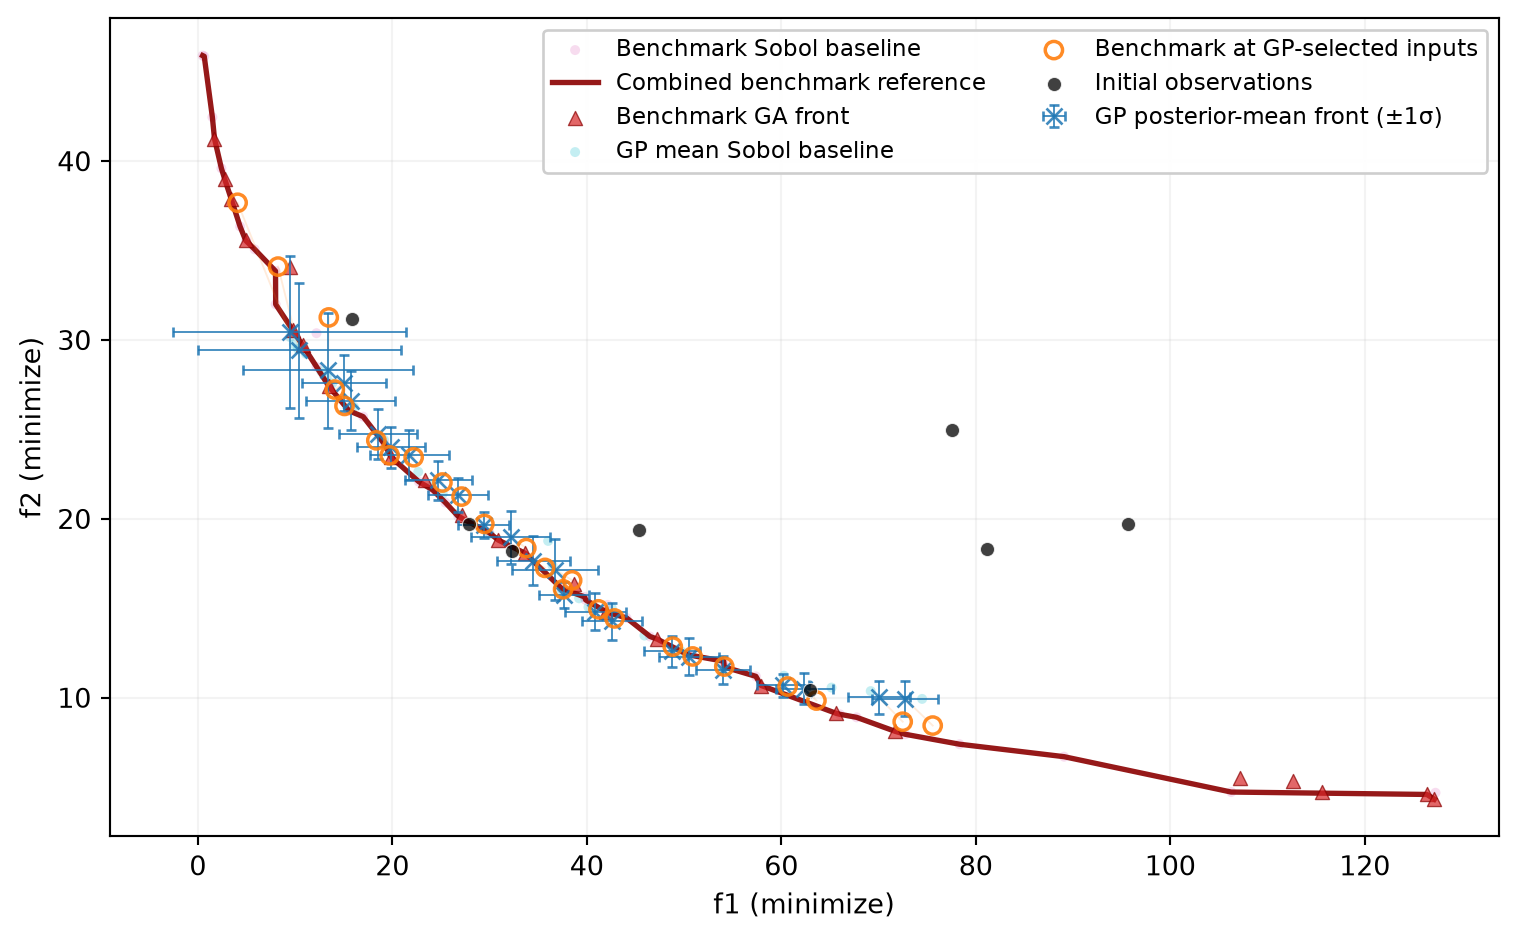 Benchmark Sobol baseline
Combined benchmark reference
Benchmark GA front
GP mean Sobol baseline
Benchmark at GP-selected inputs
Initial observations
GP posterior-mean front (±1σ)
f2 (minimize)
40
30
20
10
0 20 40 60 80 100 120
f1 (minimize)